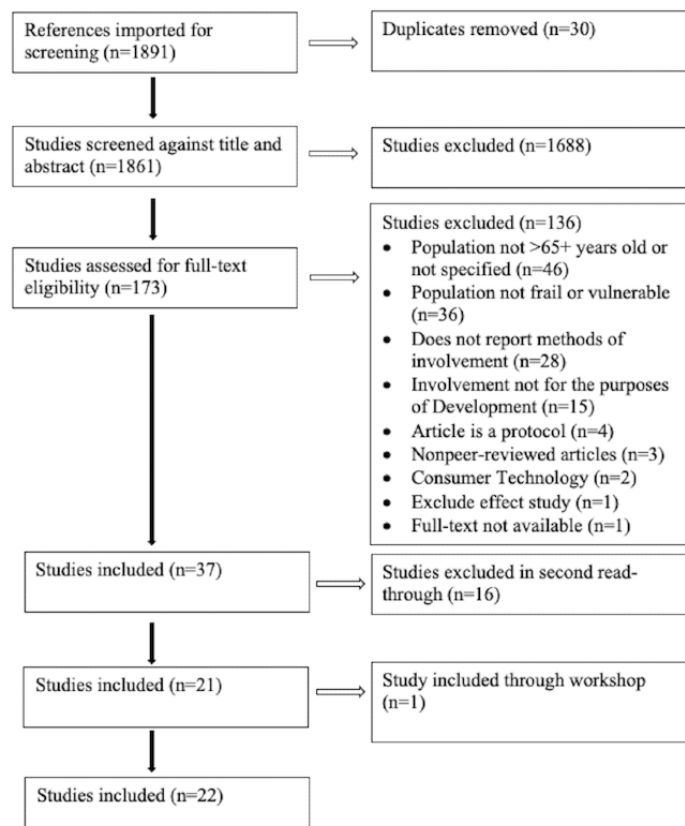 References imported for
screening (n=1891)
Duplicates removed (n=30)
Studies screened against title and
abstract (n=1861)
Studies excluded (n=1688)
Studies assessed for full-text
eligibility (n=173)
Studies excluded (n=136)
• Population not >65+ years old or
not specified (n=46)
• Population not frail or vulnerable
(n=36)
• Does not report methods of
involvement (n=28)
• Involvement not for the purposes
of Development (n=15)
• Article is a protocol (n=4)
• Nonpeer-reviewed articles (n=3)
• Consumer Technology (n=2)
• Exclude effect study (n=1)
• Full-text not available (n=1)
Studies included (n=37)
Studies excluded in second read-
through (n=16)
Studies included (n=21)
Study included through workshop
(n=1)
Studies included (n=22)